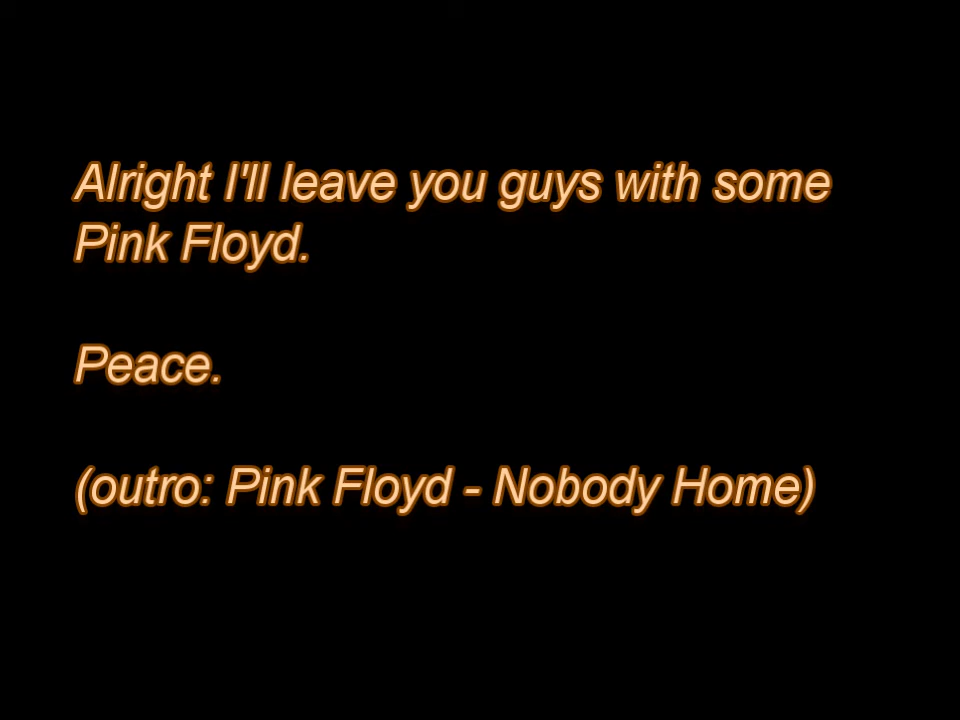 Alright I'll leave you guys with some
Pink Floyd.
Peace.
(outro: Pink Floyd - Nobody Home)